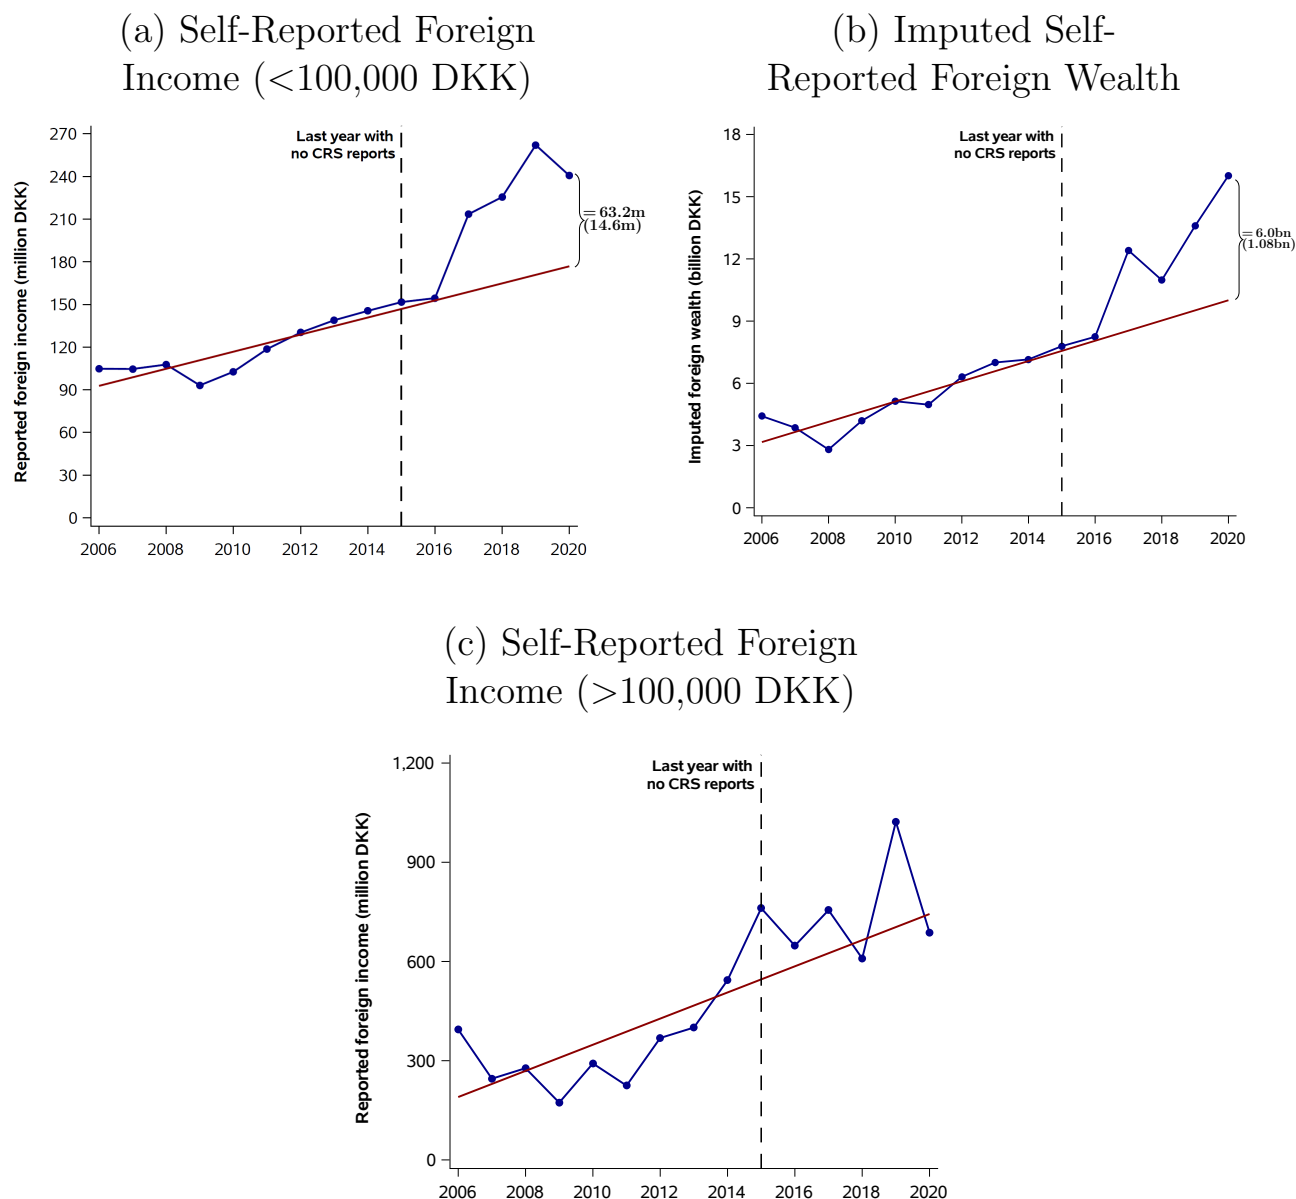 (a) Self-Reported Foreign
Income (<100,000 DKK)
Reported foreign income (million DKK)
270
240
210
180
150
120
90
60
30
0
Last year with
no CRS reports
= 63.2m
(14.6m)
2006 2008 2010 2012 2014 2016 2018 2020
(b) Imputed Self-
Reported Foreign Wealth
Imputed foreign wealth (billion DKK)
18
15
12
9
6
3
0
Last year with
no CRS reports
= 6.0bn
(1.08bn)
2006 2008 2010 2012 2014 2016 2018 2020
(c) Self-Reported Foreign
Income (>100,000 DKK)
Reported foreign income (million DKK)
1,200
900
600
300
0
Last year with
no CRS reports
2006 2008 2010 2012 2014 2016 2018 2020